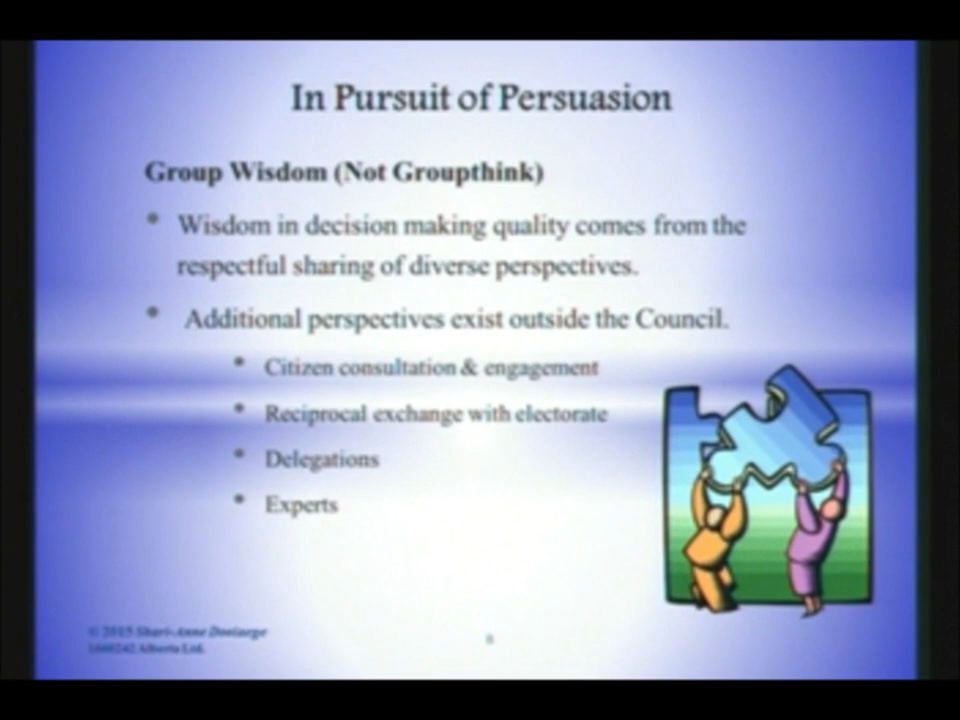 In Pursuit of Persuasion
Group Wisdom (Not Groupthink)
• Wisdom in decision making quality comes from the
respectful sharing of diverse perspectives.
• Additional perspectives exist outside the Council.
• Citizen consultation & engagement
• Reciprocal exchange with electorate
• Delegations
• Experts
© 2015 Shari-Anne
Alberta Ltd.
8